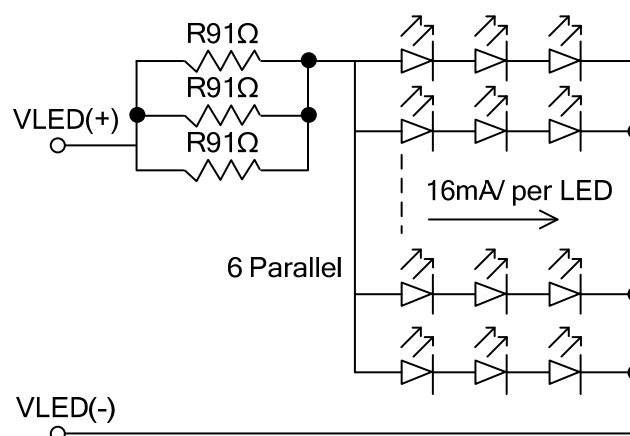 R91Ω
R91Ω
VLED(+)
R91Ω
16mA/ per LED
6 Parallel
VLED(-)